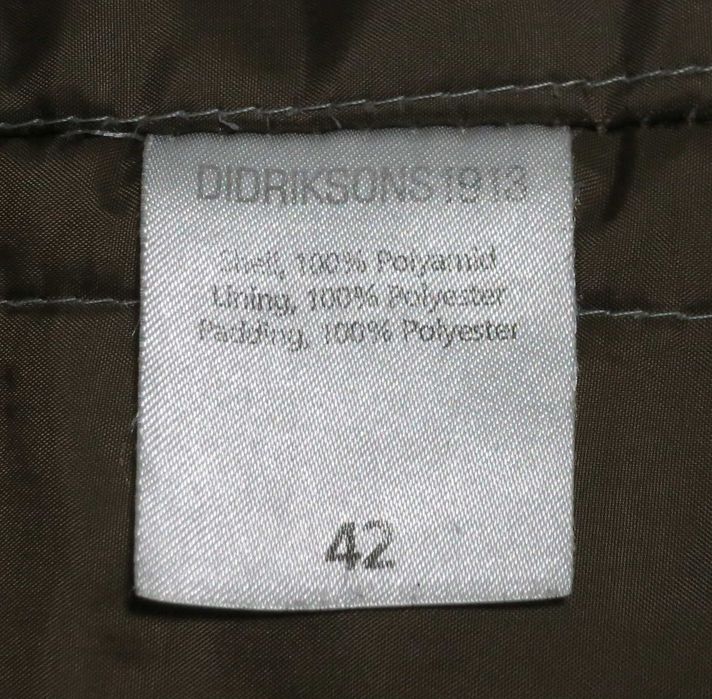 DIDRIKSONS1913
Shell, 100% Polyamid
Lining, 100% Polyester
Padding, 100% Polyester
42